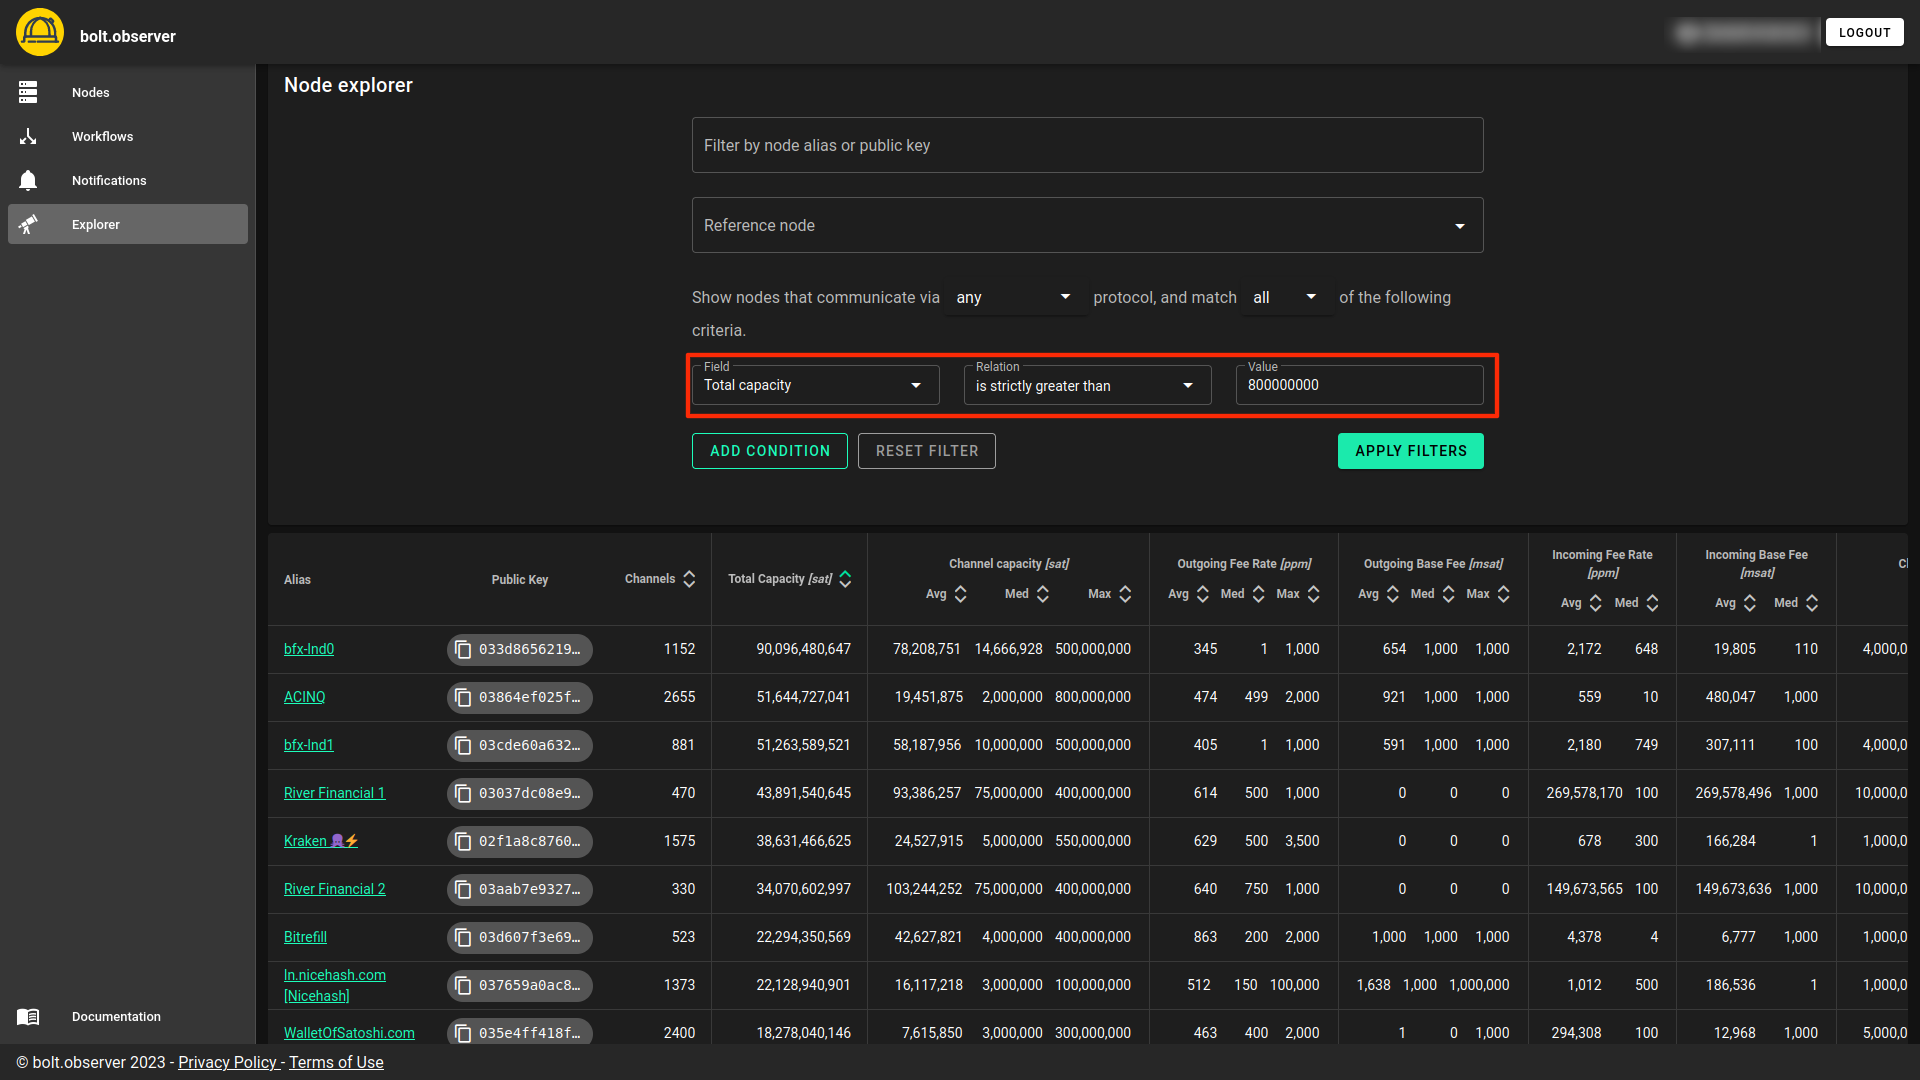 bolt.observer
LOGOUT
Nodes
Workflows
Notifications
Explorer
Documentation
Node explorer
Filter by node alias or public key
Reference node
Show nodes that communicate via any protocol, and match all of the following
criteria.
Field Relation Value
Total capacity is strictly greater than 800000000
ADD CONDITION RESET FILTER APPLY FILTERS
Alias Public Key Channels Total Capacity [sat] Channel capacity [sat] Outgoing Fee Rate [ppm] Outgoing Base Fee [msat] Incoming Fee Rate [ppm] Incoming Base Fee [msat]
Avg Med Max Avg Med Max Avg Med Max Avg Med Avg Med
bfx-lnd0 033d8656219… 1152 90,096,480,647 78,208,751 14,666,928 500,000,000 345 1 1,000 654 1,000 1,000 2,172 648 19,805 110 4,000,0
ACINQ 03864ef025f… 2655 51,644,727,041 19,451,875 2,000,000 800,000,000 474 499 2,000 921 1,000 1,000 559 10 480,047 1,000
bfx-lnd1 03cde60a632… 881 51,263,589,521 58,187,956 10,000,000 500,000,000 405 1 1,000 591 1,000 1,000 2,180 749 307,111 100 4,000,0
River Financial 1 03037dc08e9… 470 43,891,540,645 93,386,257 75,000,000 400,000,000 614 500 1,000 0 0 0 269,578,170 100 269,578,496 1,000 10,000,0
Kraken 🐙⚡ 02f1a8c8760… 1575 38,631,466,625 24,527,915 5,000,000 550,000,000 629 500 3,500 0 0 0 678 300 166,284 1 1,000,0
River Financial 2 03aab7e9327… 330 34,070,602,997 103,244,252 75,000,000 400,000,000 640 750 1,000 0 0 0 149,673,565 100 149,673,636 1,000 10,000,0
Bitrefill 03d607f3e69… 523 22,294,350,569 42,627,821 4,000,000 400,000,000 863 200 2,000 1,000 1,000 1,000 4,378 4 6,777 1,000 1,000,0
ln.nicehash.com [Nicehash] 037659a0ac8… 1373 22,128,940,901 16,117,218 3,000,000 100,000,000 512 150 100,000 1,638 1,000 1,000,000 1,012 500 186,536 1 1,000,0
WalletOfSatoshi.com 035e4ff418f… 2400 18,278,040,146 7,615,850 3,000,000 300,000,000 463 400 2,000 1 0 1,000 294,308 100 12,968 1,000 5,000,0
© bolt.observer 2023 - Privacy Policy - Terms of Use